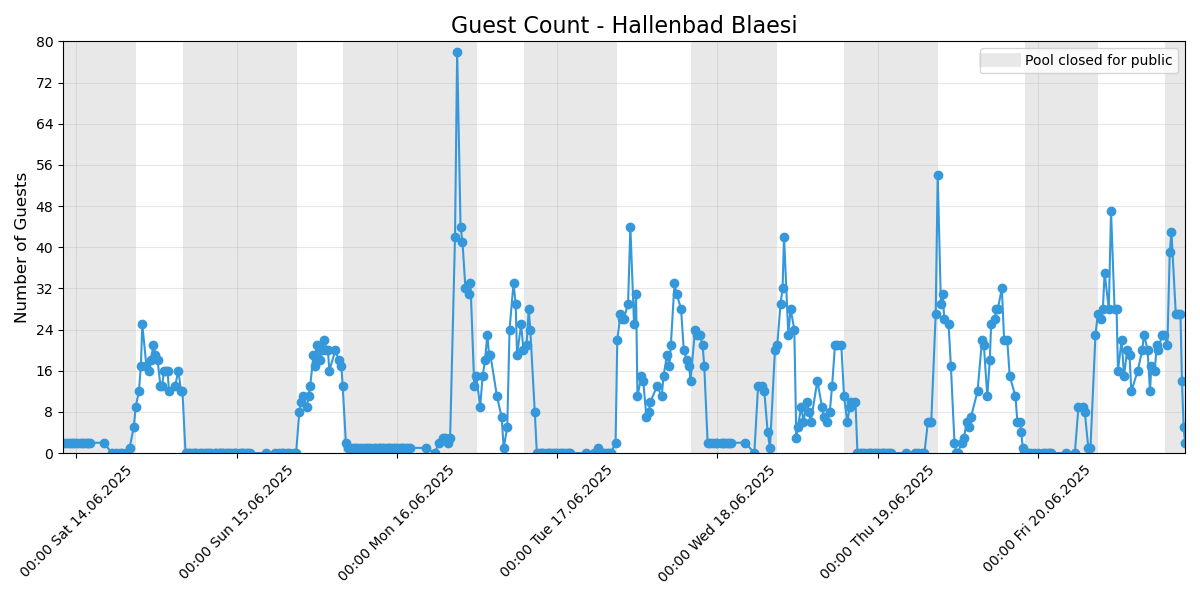 Guest Count - Hallenbad Blaesi
Pool closed for public
Number of Guests
80
72
64
56
48
40
32
24
16
8
0
00:00 Sat 14.06.2025
00:00 Sun 15.06.2025
00:00 Mon 16.06.2025
00:00 Tue 17.06.2025
00:00 Wed 18.06.2025
00:00 Thu 19.06.2025
00:00 Fri 20.06.2025